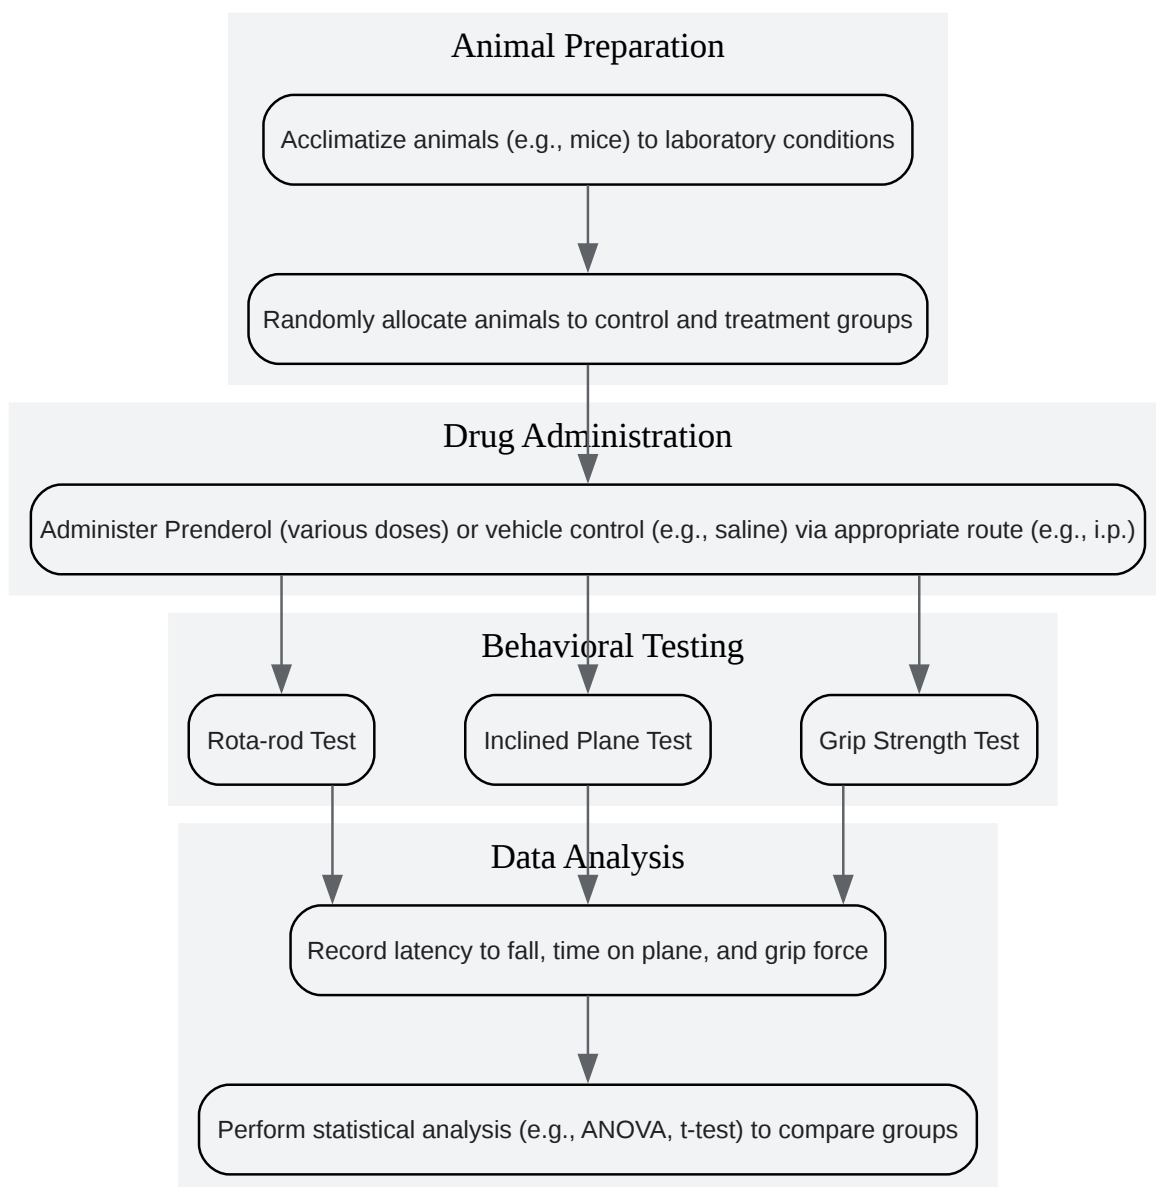 Animal Preparation
Acclimatize animals (e.g., mice) to laboratory conditions
Randomly allocate animals to control and treatment groups
Drug Administration
Administer Prenderol (various doses) or vehicle control (e.g., saline) via appropriate route (e.g., i.p.)
Behavioral Testing
Rota-rod Test
Inclined Plane Test
Grip Strength Test
Data Analysis
Record latency to fall, time on plane, and grip force
Perform statistical analysis (e.g., ANOVA, t-test) to compare groups